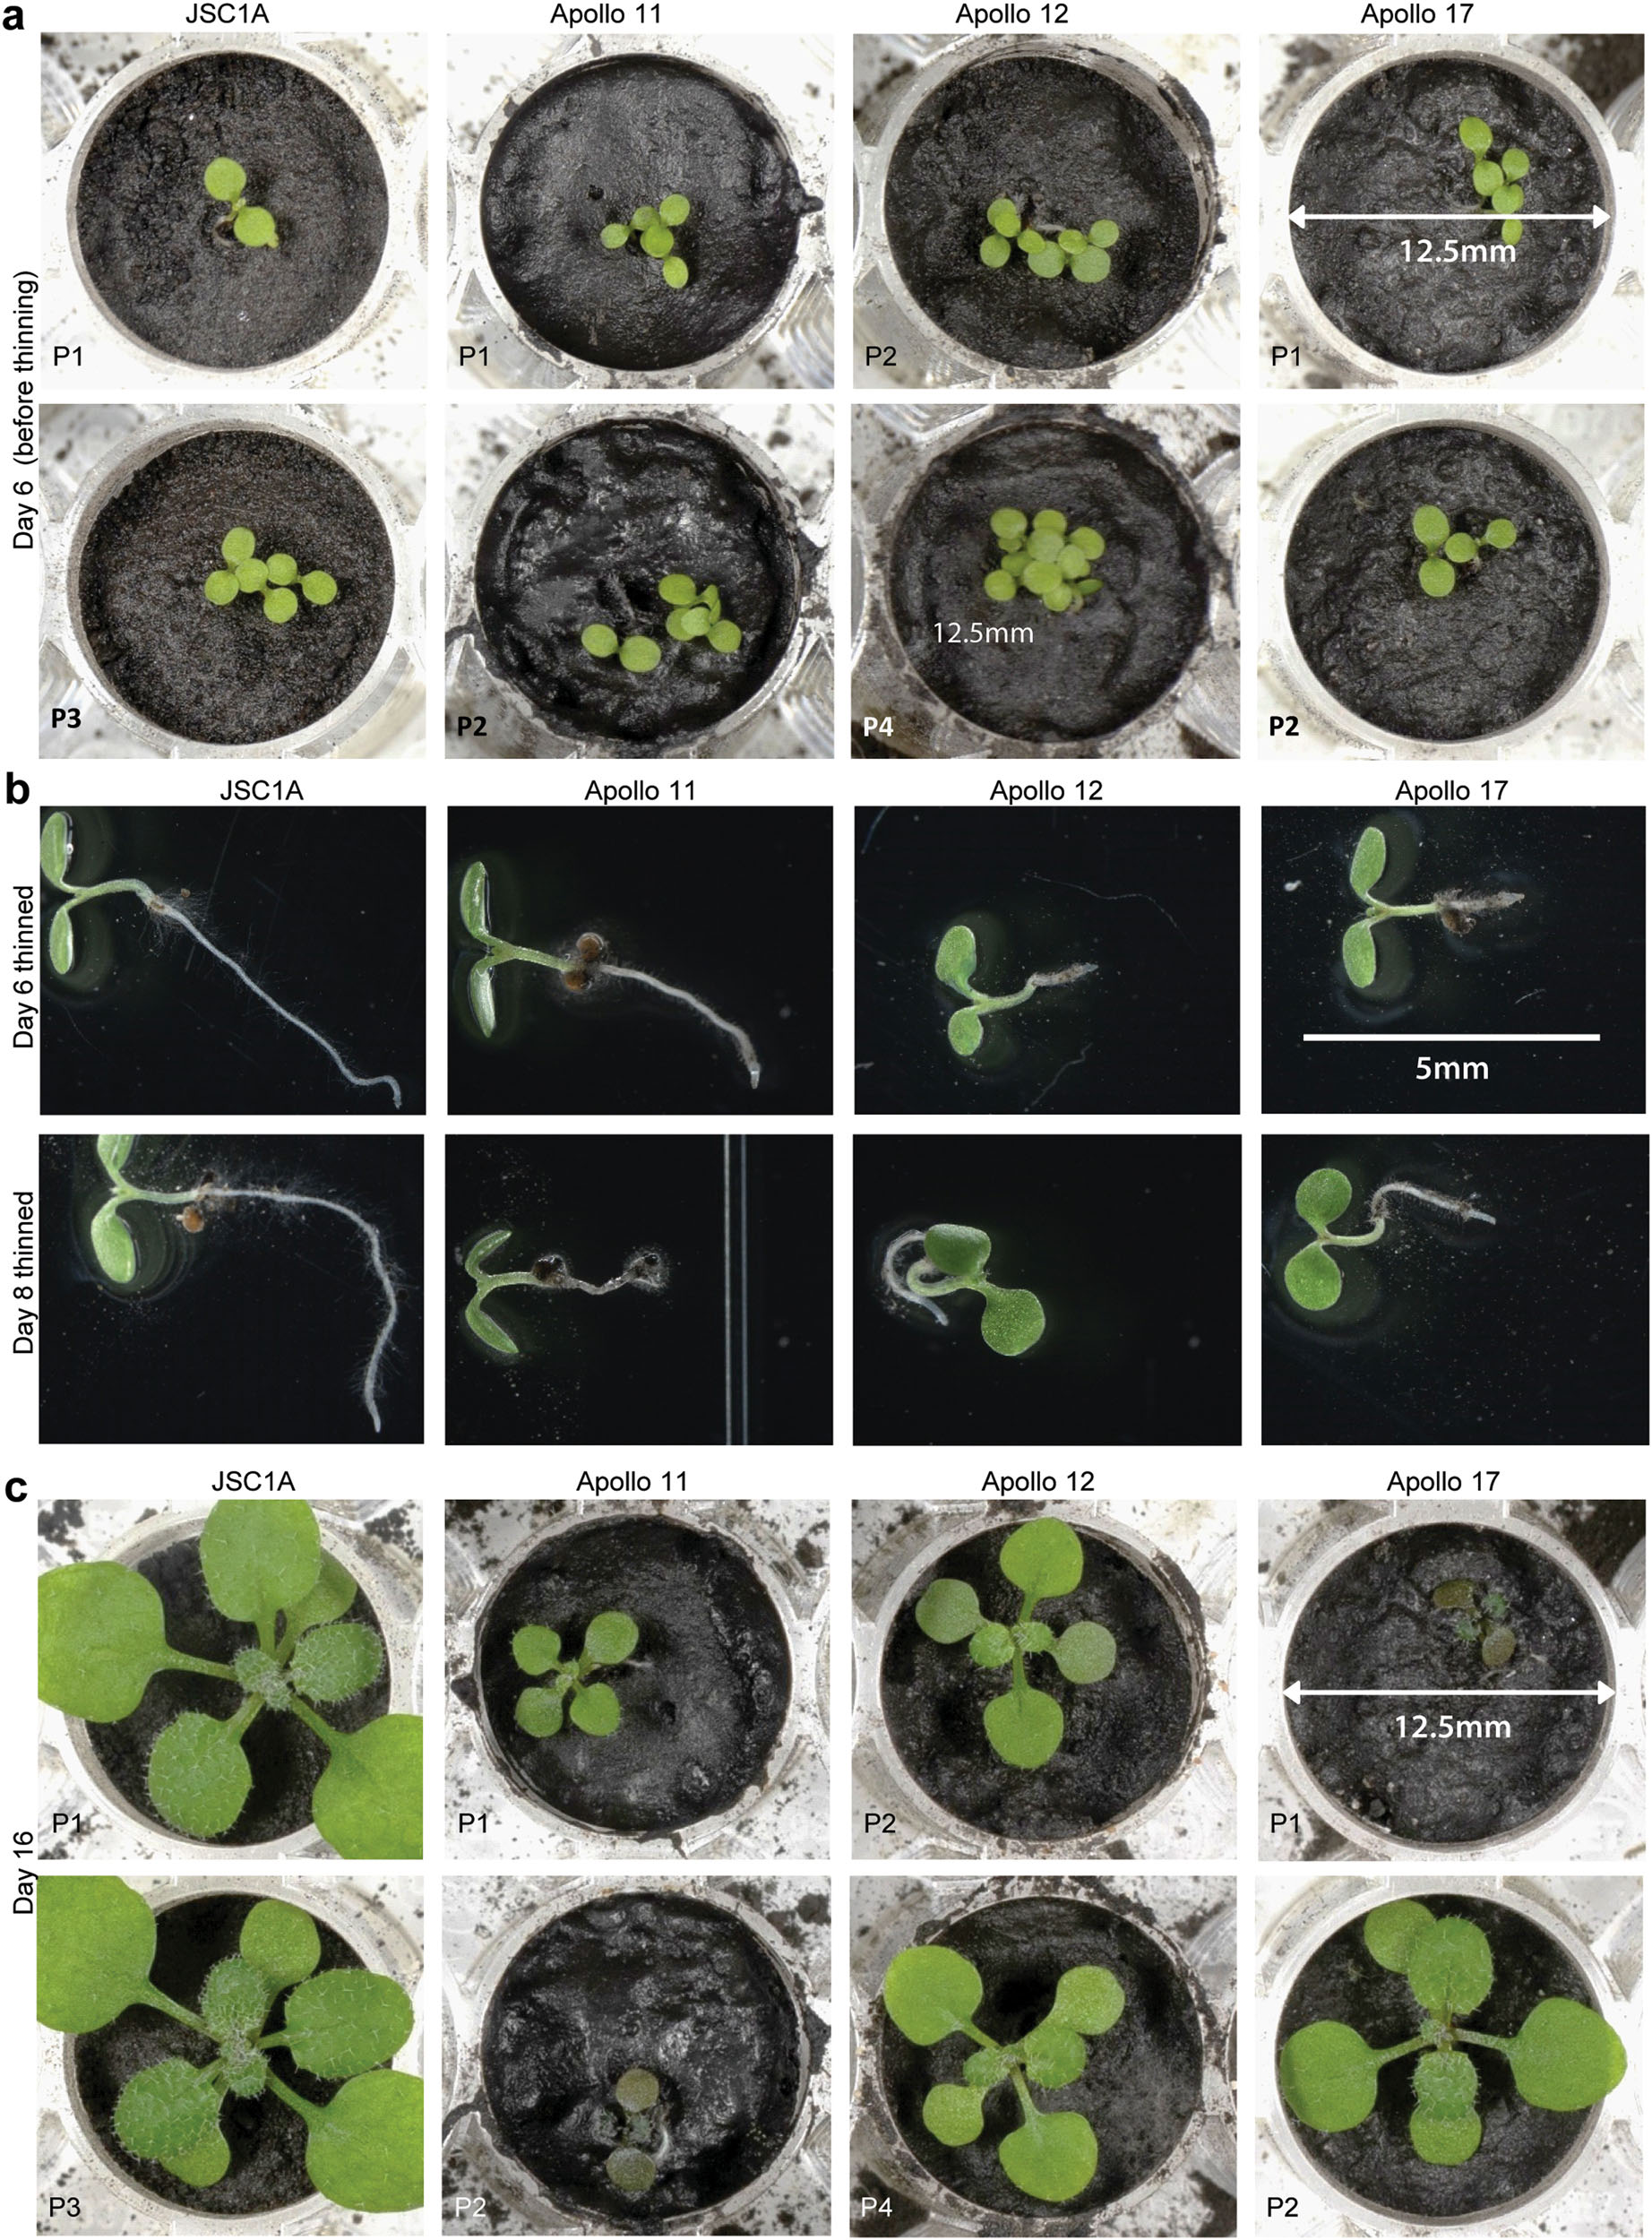 a
JSC1A
Apollo 11
Apollo 12
Apollo 17
Day 6 (before thinning)
12.5mm
P1
P1
P2
P1
12.5mm
P3
P2
P4
P2
b
JSC1A
Apollo 11
Apollo 12
Apollo 17
Day 6 thinned
5mm
Day 8 thinned
c
JSC1A
Apollo 11
Apollo 12
Apollo 17
Day 16
12.5mm
P1
P1
P2
P1
P3
P2
P4
P2